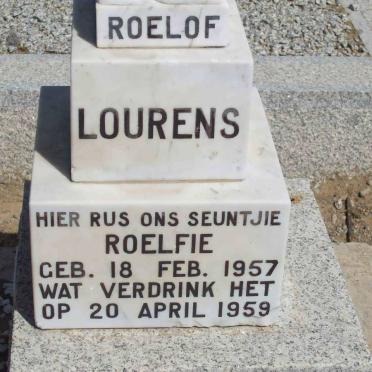 ROELOF
LOURENS
HIER RUS ONS SEUNTJIE
ROELFIE
GEB. 18 FEB. 1957
WAT VERDRINK HET
OP 20 APRIL 1959